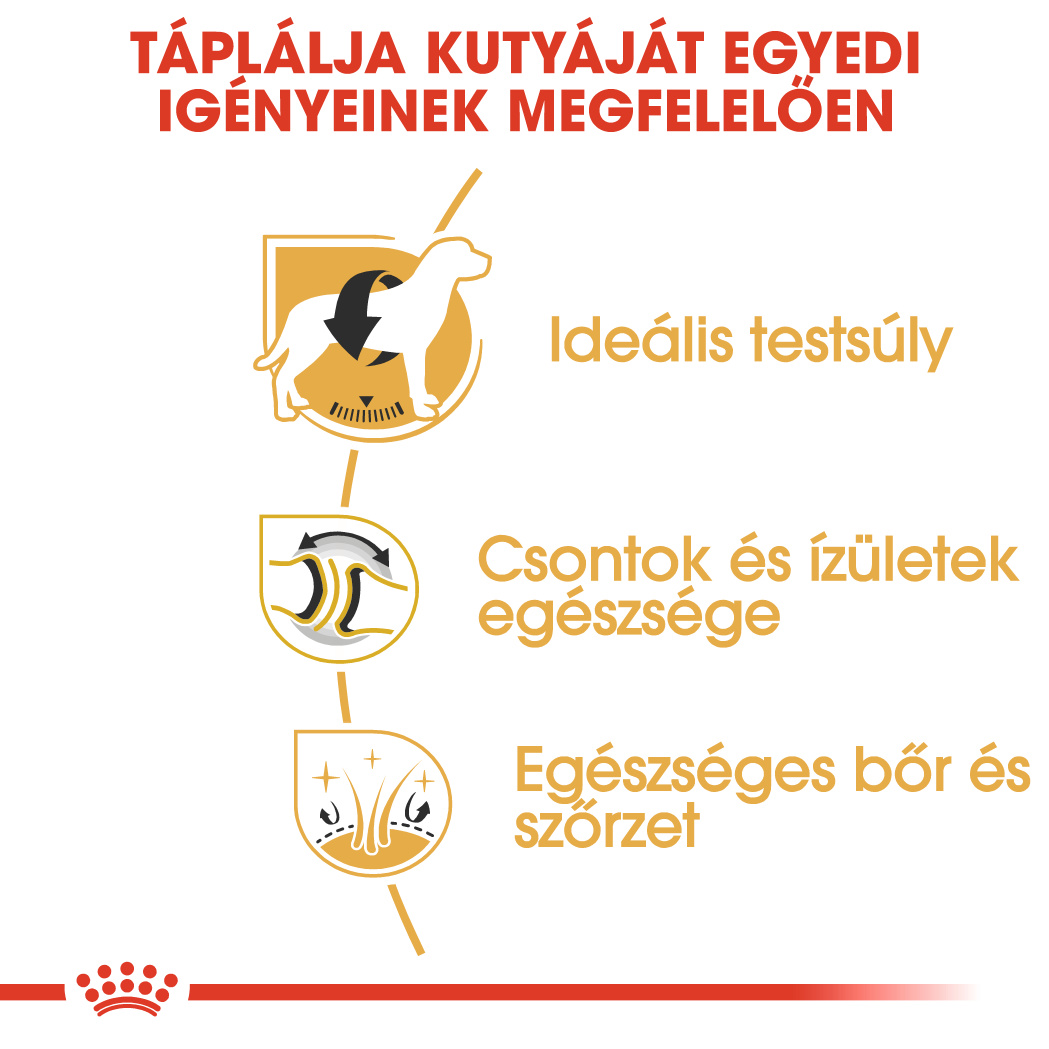 TÁPLÁLJA KUTYÁJÁT EGYEDI
IGÉNYEINEK MEGFELELŐEN
Ideális testsúly
Csontok és ízületek
egészsége
Egészséges bőr és
szőrzet